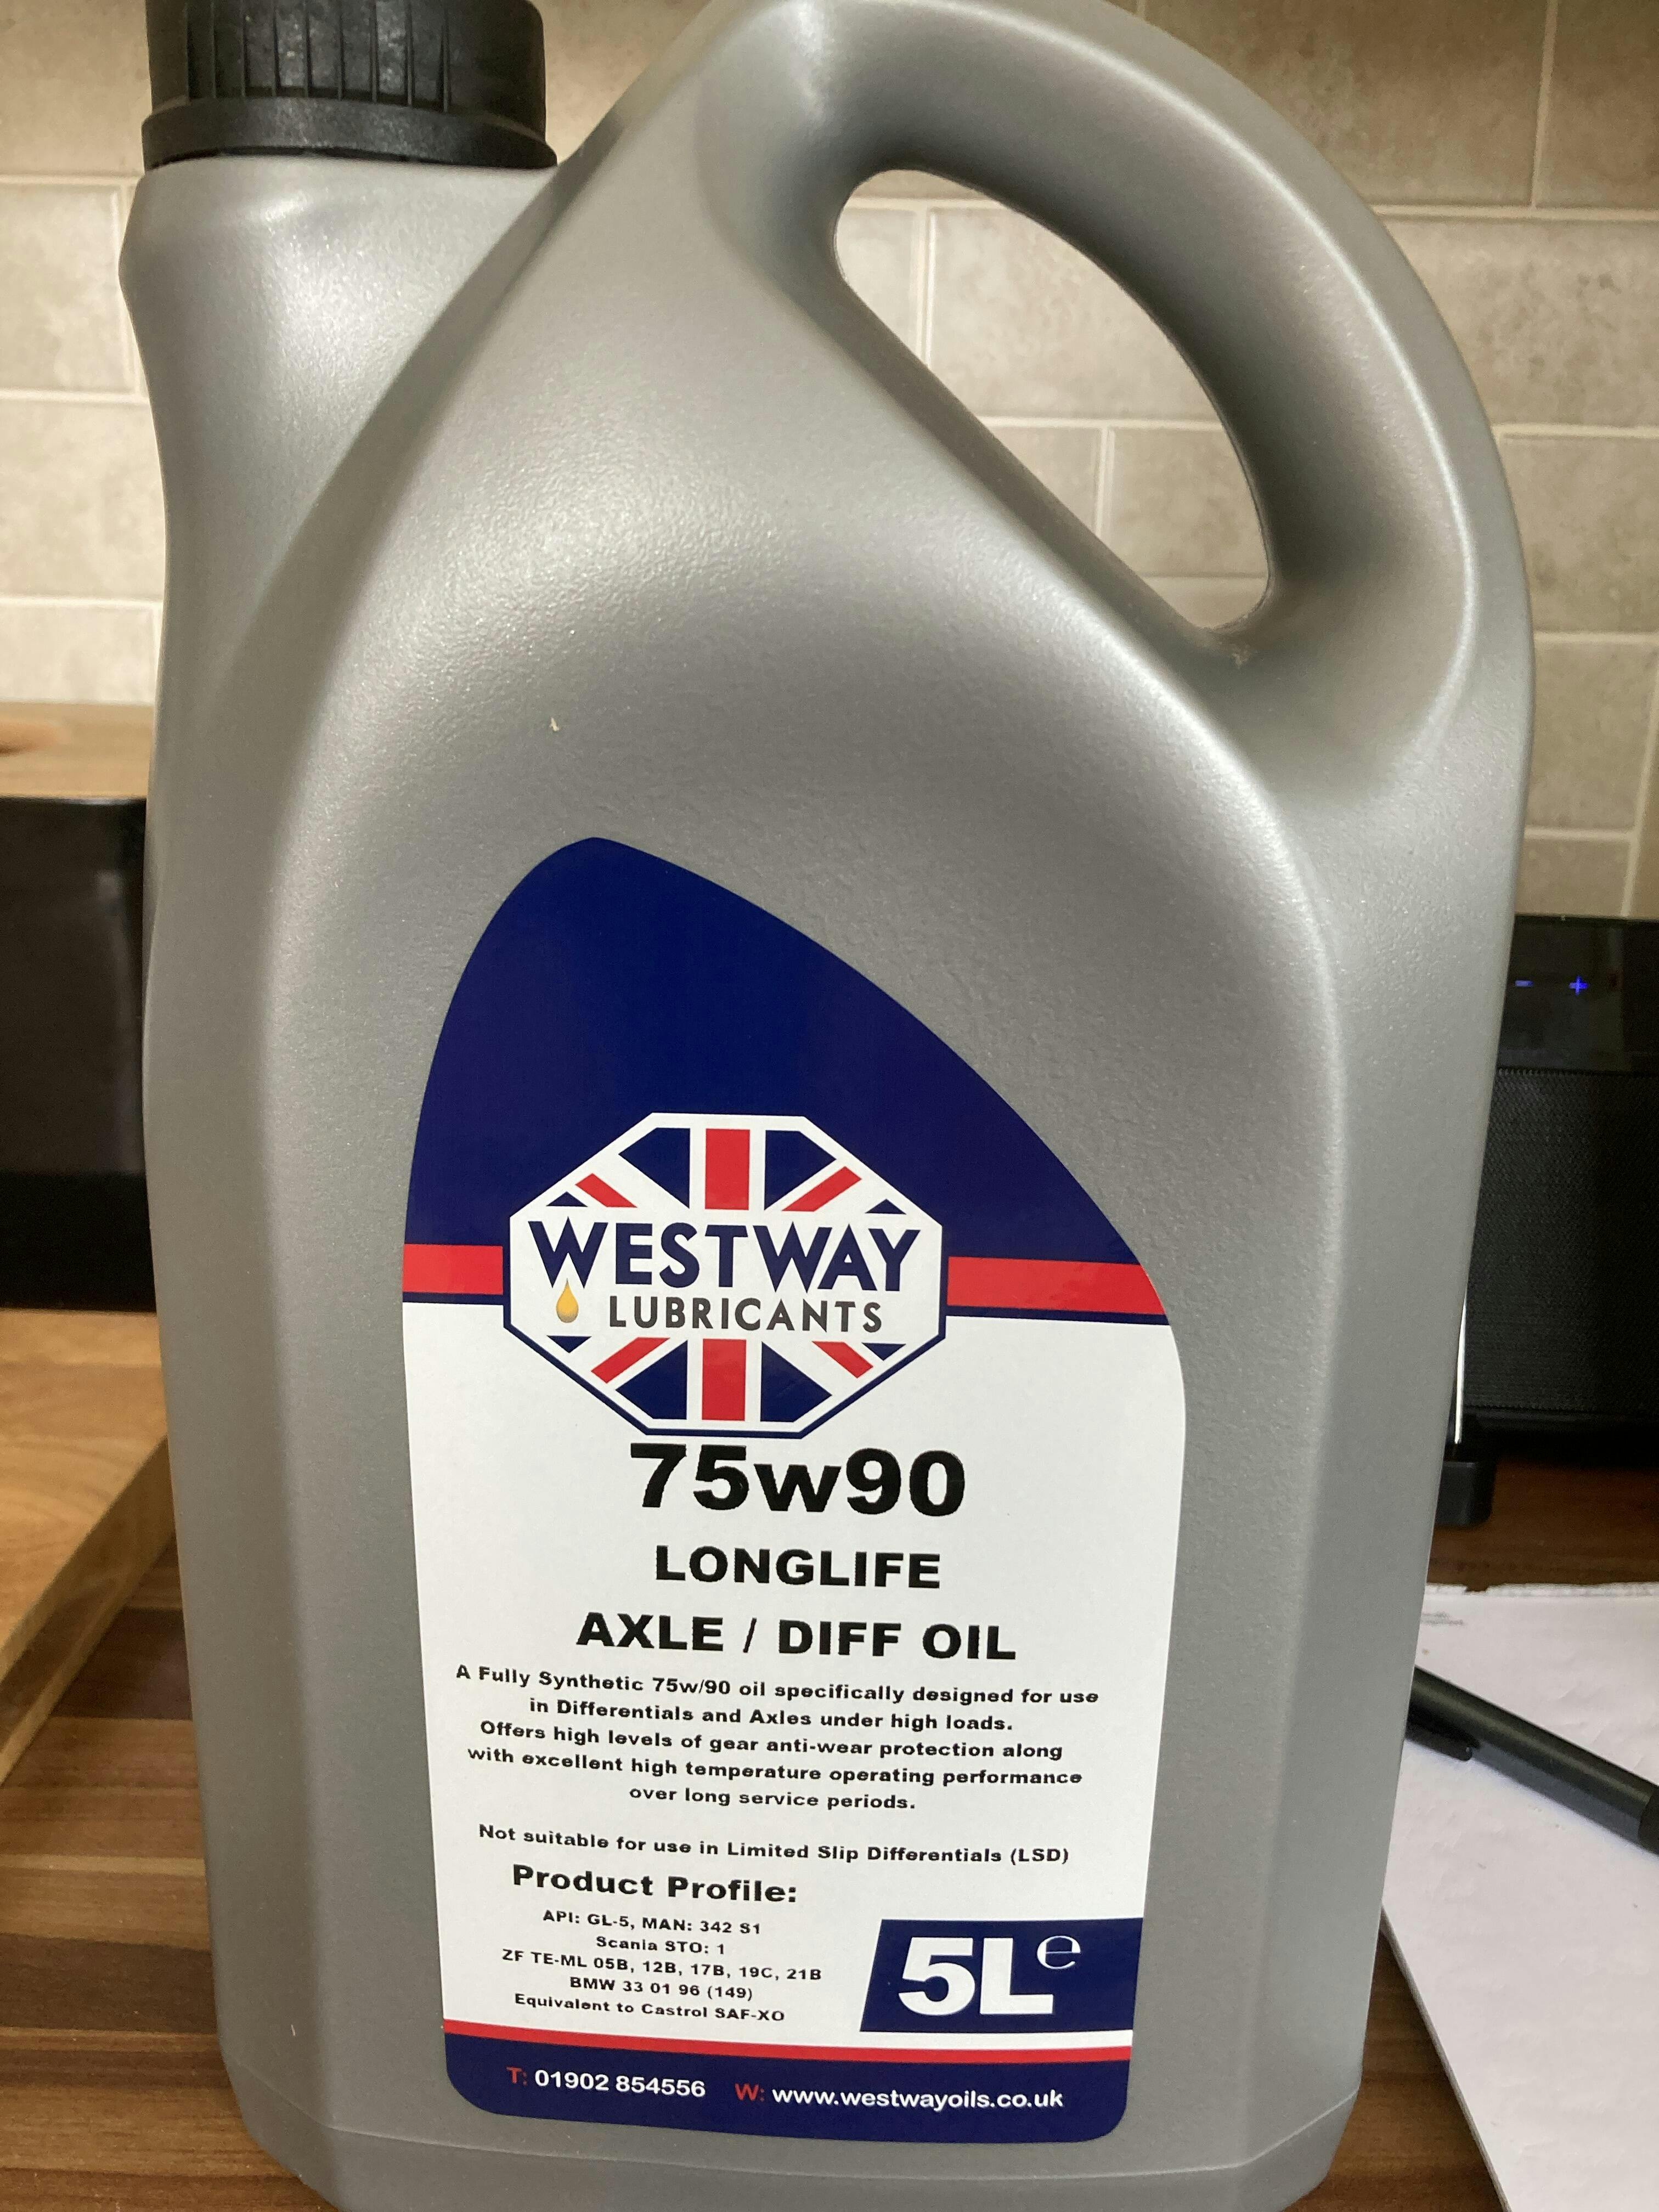 WESTWAY
LUBRICANTS
75w90
LONGLIFE
AXLE / DIFF OIL
A Fully Synthetic 75w/90 oil specifically designed for use
in Differentials and Axles under high loads.
Offers high levels of gear anti-wear protection along
with excellent high temperature operating performance
over long service periods.
Not suitable for use in Limited Slip Differentials (LSD)
Product Profile:
API: GL-5, MAN: 342 S1
Scania STO: 1
ZF TE-ML 05B, 12B, 17B, 19C, 21B
BMW 33 01 96 (149)
Equivalent to Castrol SAF-XO
5Le
T: 01902 854556 W: www.westwayoils.co.uk